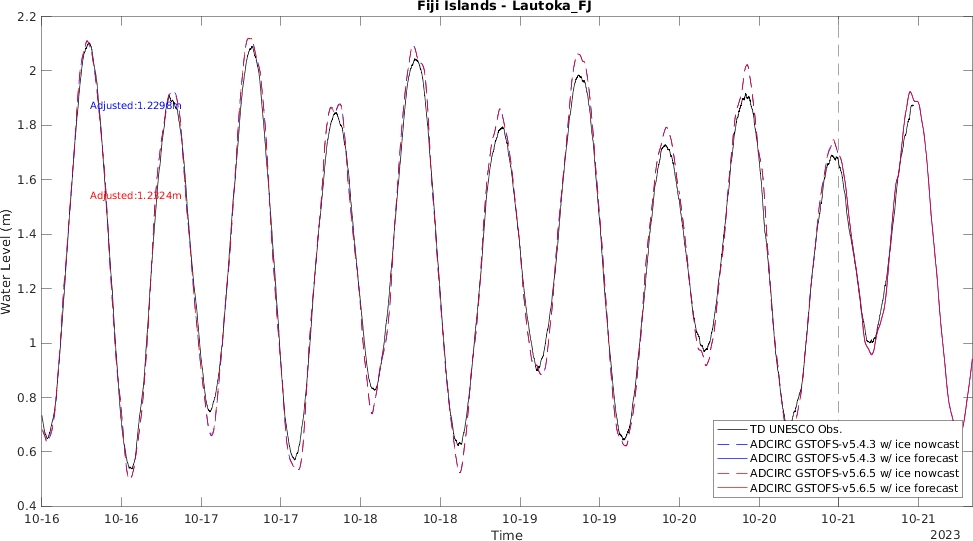 Fiji Islands - Lautoka_FJ
2.2
2
1.8
1.6
1.4
1.2
1
0.8
0.6
0.4
Water Level (m)
Adjusted:1.2298m
Adjusted:1.2324m
TD UNESCO Obs.
ADCIRC GSTOFS-v5.4.3 w/ ice nowcast
ADCIRC GSTOFS-v5.4.3 w/ ice forecast
ADCIRC GSTOFS-v5.6.5 w/ ice nowcast
ADCIRC GSTOFS-v5.6.5 w/ ice forecast
10-16 10-16 10-17 10-17 10-18 10-18 10-19 10-19 10-20 10-20 10-21 10-21
2023
Time